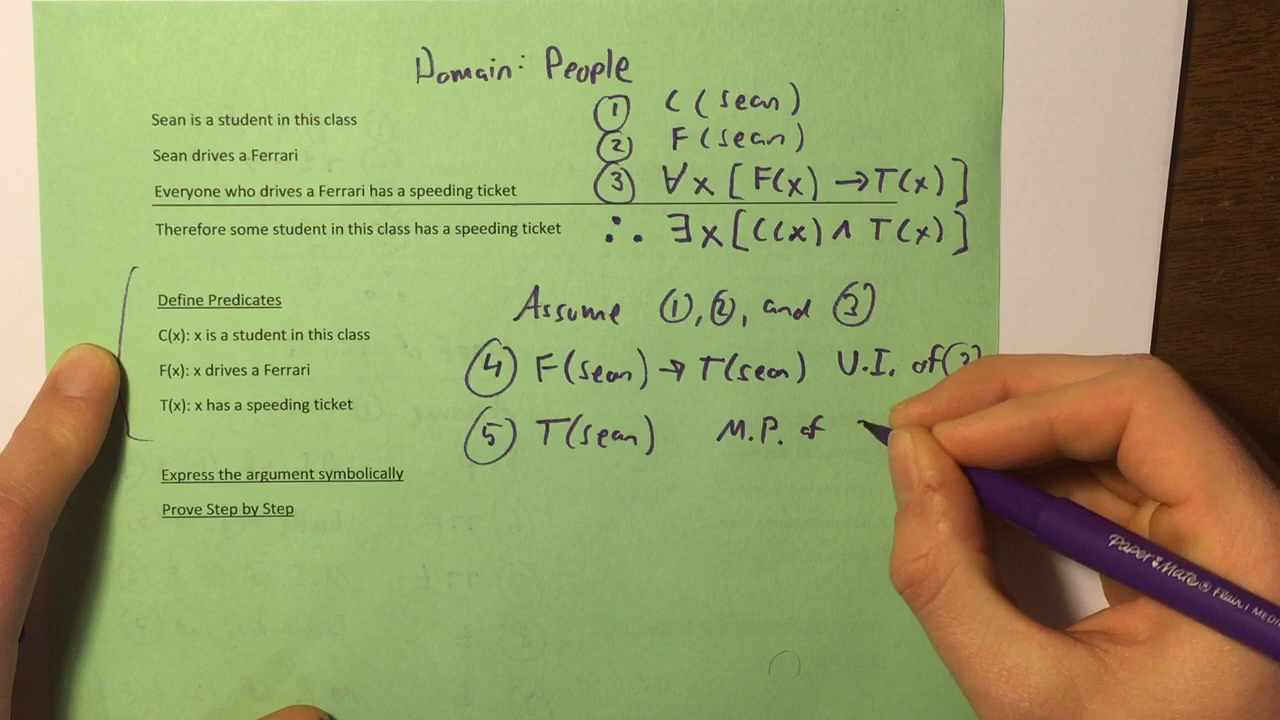 Domain: People
Sean is a student in this class ① C(sean)
Sean drives a Ferrari ② F(sean)
Everyone who drives a Ferrari has a speeding ticket ③ ∀x[F(x)→T(x)]
Therefore some student in this class has a speeding ticket ∴ ∃x[C(x)∧T(x)]
Define Predicates
C(x): x is a student in this class
F(x): x drives a Ferrari
T(x): x has a speeding ticket
Express the argument symbolically
Prove Step by Step
Assume ①,②, and ③
④ F(sean)→T(sean) U.I. of
⑤ T(sean) M.P. of
Paper Mate® Flair